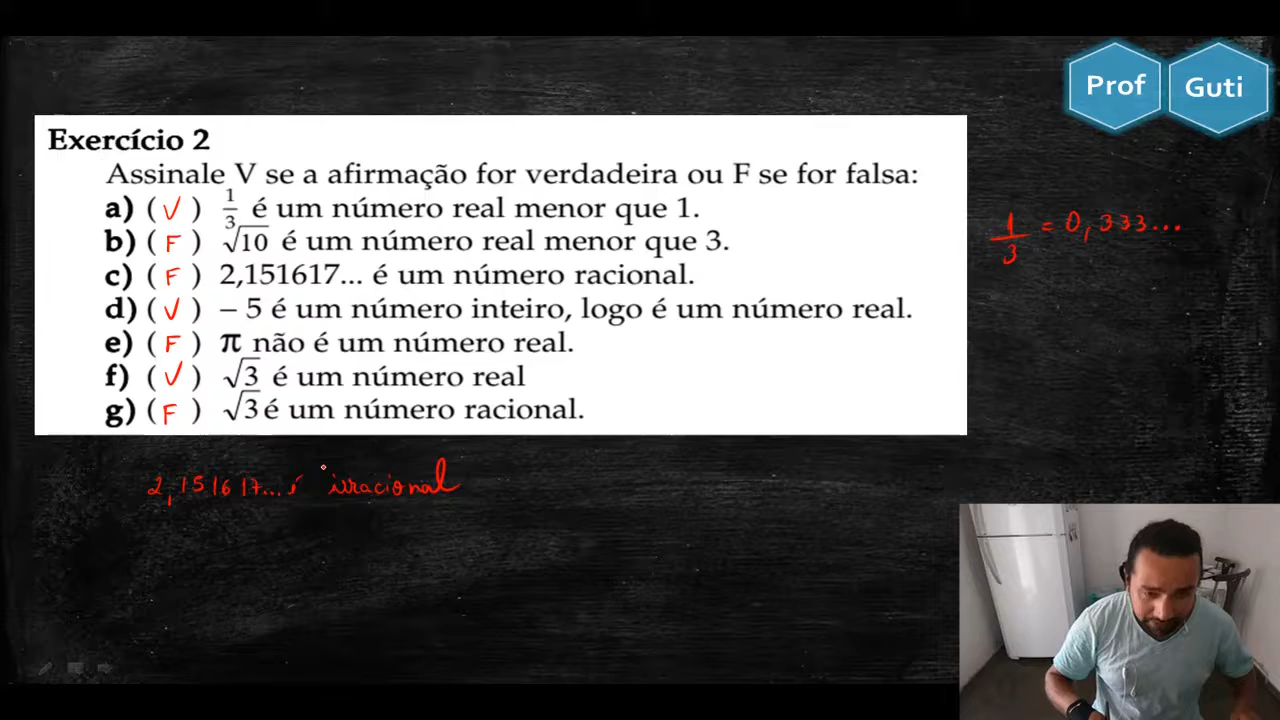 Prof Guti
Exercício 2
Assinale V se a afirmação for verdadeira ou F se for falsa:
a) ( V ) 1/3 é um número real menor que 1.
b) ( F ) √10 é um número real menor que 3.
c) ( F ) 2,151617... é um número racional.
d) ( V ) – 5 é um número inteiro, logo é um número real.
e) ( F ) π não é um número real.
f) ( V ) √3 é um número real
g) ( F ) √3 é um número racional.
1/3 = 0,333...
2,151617... é irracional